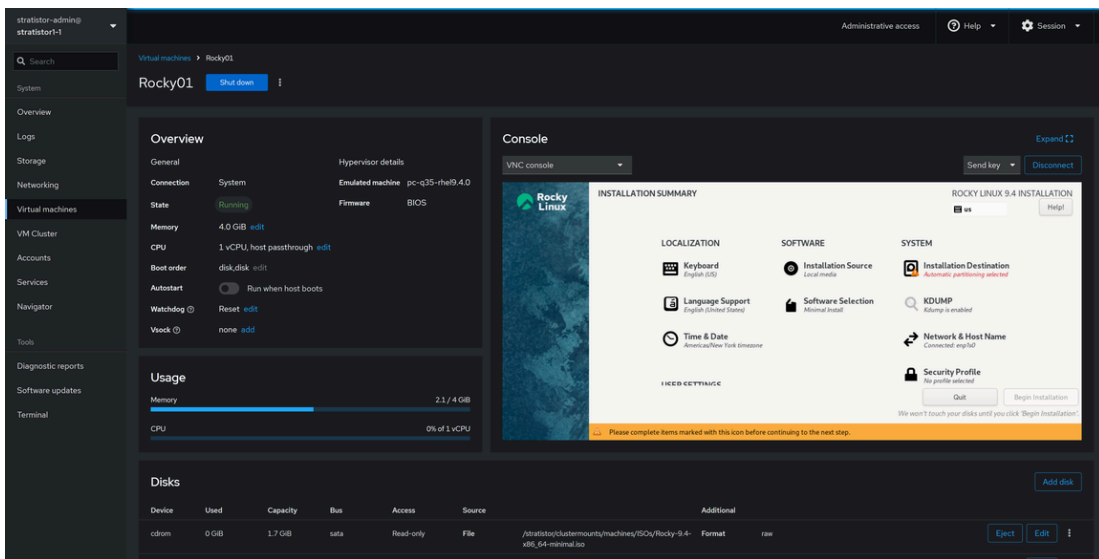 stratistor-admin@
stratistor1-1
Administrative access
Help
Session
Search
System
Overview
Logs
Storage
Networking
Virtual machines
VM Cluster
Accounts
Services
Navigator
Tools
Diagnostic reports
Software updates
Terminal
Virtual machines > Rocky01
Rocky01
Shut down
Overview
General
Connection System
State Running
Memory 4.0 GiB edit
CPU 1 vCPU, host passthrough edit
Boot order disk,disk edit
Autostart Run when host boots
Watchdog Reset edit
Vsock none add
Hypervisor details
Emulated machine pc-q35-rhel9.4.0
Firmware BIOS
Usage
Memory 2.1 / 4 GiB
CPU 0% of 1 vCPU
Console
Expand
VNC console
Send key
Disconnect
Rocky
Linux
INSTALLATION SUMMARY
ROCKY LINUX 9.4 INSTALLATION
us
Help!
LOCALIZATION
Keyboard
English (US)
Language Support
English (United States)
Time & Date
Americas/New York timezone
USER SETTINGS
SOFTWARE
Installation Source
Local media
Software Selection
Minimal Install
SYSTEM
Installation Destination
Automatic partitioning selected
KDUMP
Kdump is enabled
Network & Host Name
Connected: enp1s0
Security Profile
No profile selected
Quit
Begin Installation
We won't touch your disks until you click 'Begin Installation'.
Please complete items marked with this icon before continuing to the next step.
Disks
Add disk
Device Used Capacity Bus Access Source Additional
cdrom 0 GiB 1.7 GiB sata Read-only File /stratistor/clustermounts/machines/ISOs/Rocky-9.4- Format raw
x86_64-minimal.iso
Eject
Edit